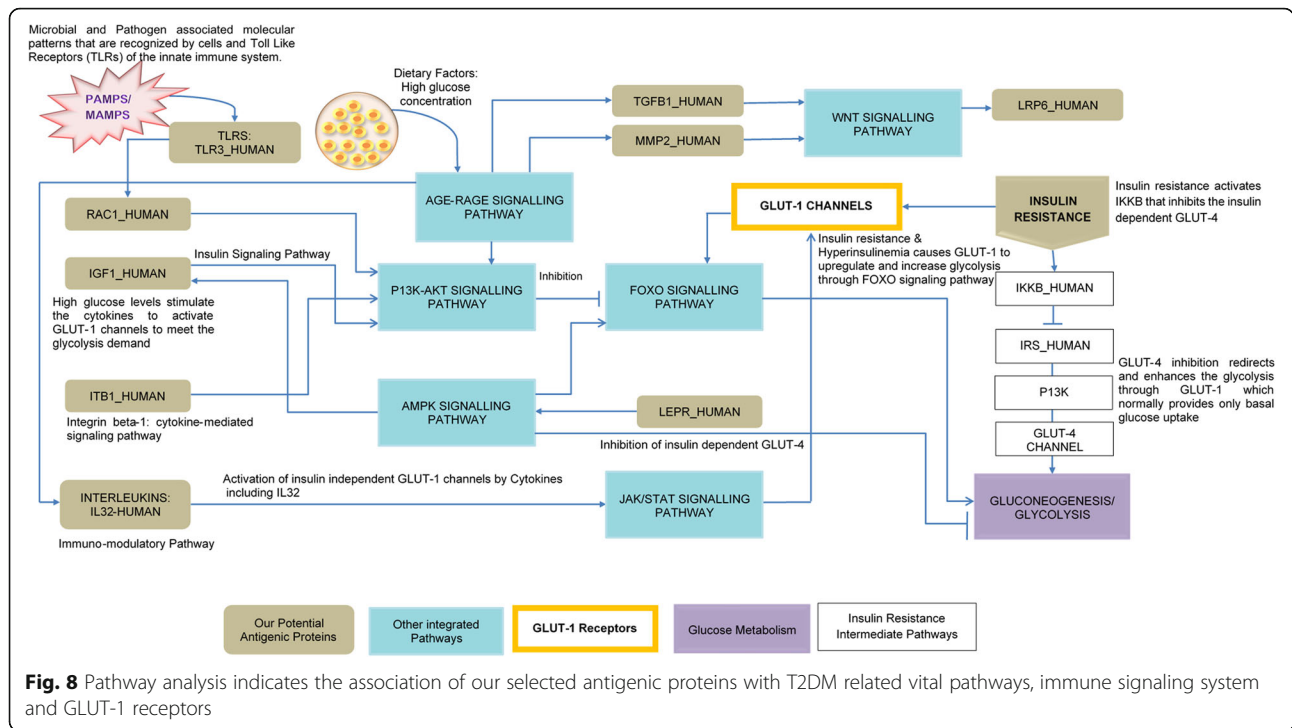 Microbial and Pathogen associated molecular
patterns that are recognized by cells and Toll Like
Receptors (TLRs) of the innate immune system.
PAMPS/
MAMPS
TLRS:
TLR3_HUMAN
Dietary Factors:
High glucose
concentration
TGFB1_HUMAN
MMP2_HUMAN
WNT SIGNALLING
PATHWAY
LRP6_HUMAN
AGE-RAGE SIGNALLING
PATHWAY
RAC1_HUMAN
GLUT-1 CHANNELS
INSULIN
RESISTANCE
Insulin resistance activates
IKKB that inhibits the insulin
dependent GLUT-4
Insulin resistance &
Hyperinsulinemia causes GLUT-1 to
upregulate and increase glycolysis
through FOXO signaling pathway
IGF1_HUMAN
Insulin Signaling Pathway
High glucose levels stimulate
the cytokines to activate
GLUT-1 channels to meet the
glycolysis demand
P13K-AKT SIGNALLING
PATHWAY
Inhibition
FOXO SIGNALLING
PATHWAY
IKKB_HUMAN
IRS_HUMAN
P13K
GLUT-4
CHANNEL
GLUT-4 inhibition redirects
and enhances the glycolysis
through GLUT-1 which
normally provides only basal
glucose uptake
ITB1_HUMAN
Integrin beta-1: cytokine-mediated
signaling pathway
AMPK SIGNALLING
PATHWAY
LEPR_HUMAN
Inhibition of insulin dependent GLUT-4
INTERLEUKINS:
IL32-HUMAN
Immuno-modulatory Pathway
Activation of insulin independent GLUT-1 channels by Cytokines
including IL32
JAK/STAT SIGNALLING
PATHWAY
GLUCONEOGENESIS/
GLYCOLYSIS
Our Potential
Antigenic Proteins
Other integrated
Pathways
GLUT-1 Receptors
Glucose Metabolism
Insulin Resistance
Intermediate Pathways
Fig. 8 Pathway analysis indicates the association of our selected antigenic proteins with T2DM related vital pathways, immune signaling system
and GLUT-1 receptors